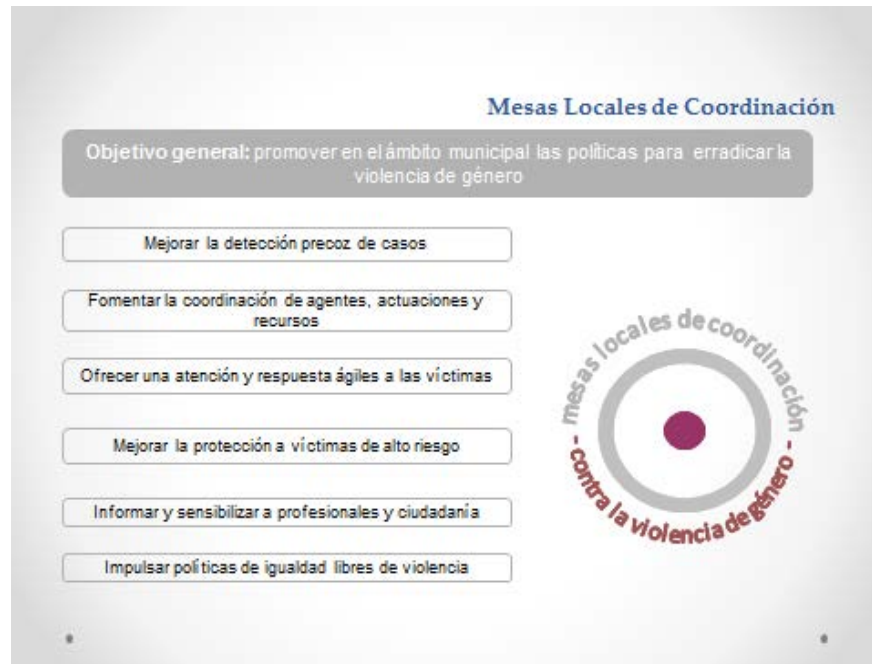 Mesas Locales de Coordinación
Objetivo general: promover en el ámbito municipal las políticas para erradicar la
violencia de género
Mejorar la detección precoz de casos
Fomentar la coordinación de agentes, actuaciones y
recursos
Ofrecer una atención y respuesta ágiles a las víctimas
Mejorar la protección a víctimas de alto riesgo
Informar y sensibilizar a profesionales y ciudadanía
Impulsar políticas de igualdad libres de violencia
mesas locales de coordinación
- contra la violencia de género -